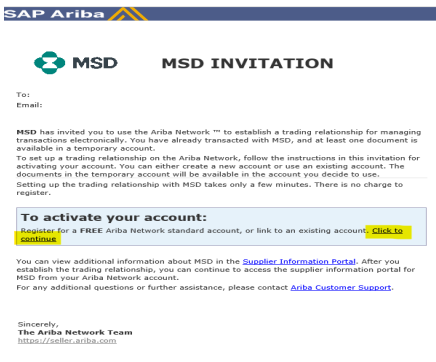 SAP Ariba
MSD MSD INVITATION
To:
Email:
MSD has invited you to use the Ariba Network ™ to establish a trading relationship for managing
transactions electronically. You have already transacted with MSD, and at least one document is
available in a temporary account.
To set up a trading relationship on the Ariba Network, follow the instructions in this invitation for
activating your account. You can either create a new account or use an existing account. The
documents in the temporary account will be available in the account you decide to use.
Setting up the trading relationship with MSD takes only a few minutes. There is no charge to
register.
To activate your account:
Register for a FREE Ariba Network standard account, or link to an existing account. Click to
continue
You can view additional information about MSD in the Supplier Information Portal. After you
establish the trading relationship, you can continue to access the supplier information portal for
MSD from your Ariba Network account.
For any additional questions or further assistance, please contact Ariba Customer Support.
Sincerely,
The Ariba Network Team
https://seller.ariba.com